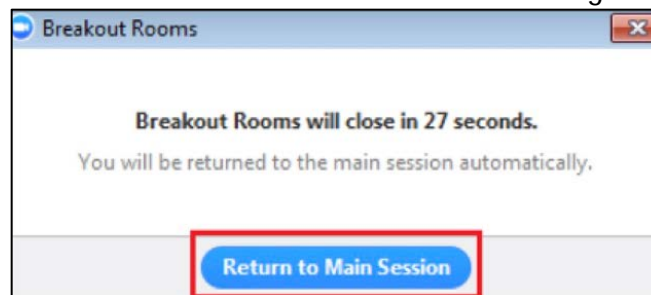 Breakout Rooms
Breakout Rooms will close in 27 seconds.
You will be returned to the main session automatically.
Return to Main Session